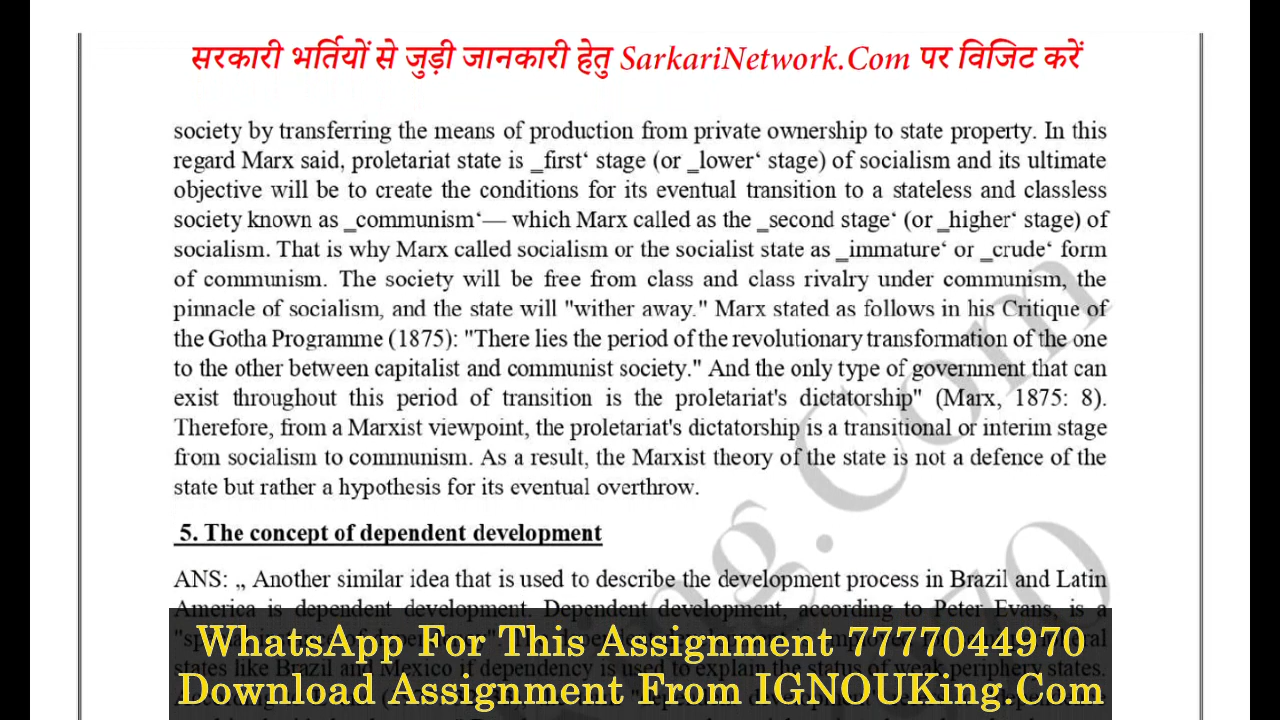 सरकारी भर्तियों से जुड़ी जानकारी हेतु SarkariNetwork.Com पर विजिट करें
society by transferring the means of production from private ownership to state property. In this
regard Marx said, proletariat state is _first‘ stage (or _lower‘ stage) of socialism and its ultimate
objective will be to create the conditions for its eventual transition to a stateless and classless
society known as _communism‘— which Marx called as the _second stage‘ (or _higher‘ stage) of
socialism. That is why Marx called socialism or the socialist state as _immature‘ or _crude‘ form
of communism. The society will be free from class and class rivalry under communism, the
pinnacle of socialism, and the state will "wither away." Marx stated as follows in his Critique of
the Gotha Programme (1875): "There lies the period of the revolutionary transformation of the one
to the other between capitalist and communist society." And the only type of government that can
exist throughout this period of transition is the proletariat's dictatorship" (Marx, 1875: 8).
Therefore, from a Marxist viewpoint, the proletariat's dictatorship is a transitional or interim stage
from socialism to communism. As a result, the Marxist theory of the state is not a defence of the
state but rather a hypothesis for its eventual overthrow.
5. The concept of dependent development
ANS: „ Another similar idea that is used to describe the development process in Brazil and Latin
America is dependent development. Dependent development, according to Peter Evans, is a
WhatsApp For This Assignment 7777044970
states like Brazil and Mexico if dependency is used to explain the status of weak periphery states.
Download Assignment From IGNOUKing.Com